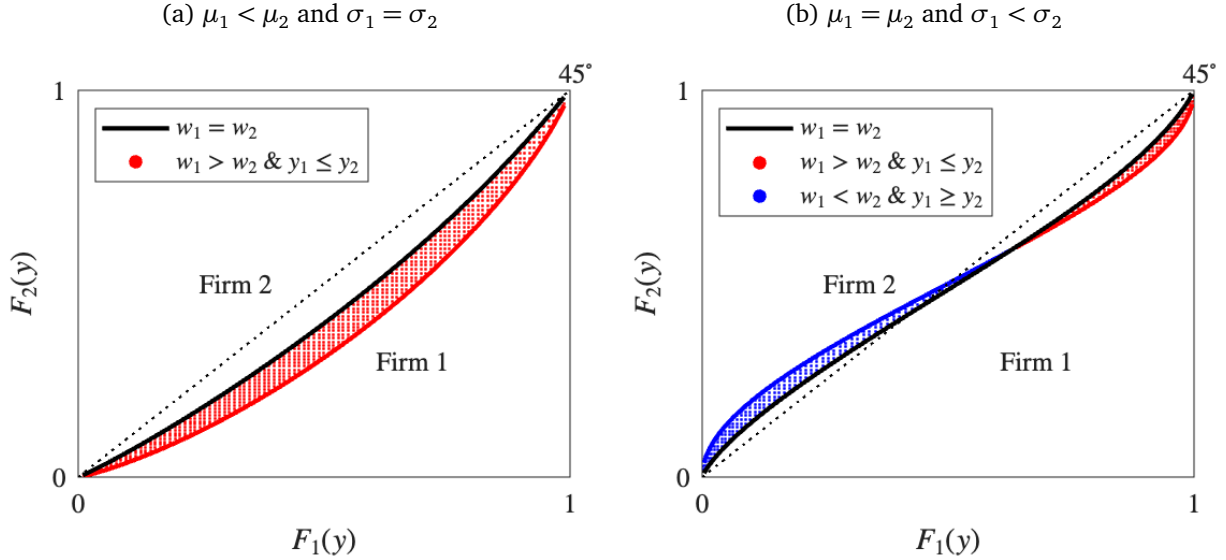 (a) μ₁ < μ₂ and σ₁ = σ₂
45°
1
w₁ = w₂
w₁ > w₂ & y₁ ≤ y₂
Firm 2
Firm 1
F₂(y)
0
0
1
F₁(y)
(b) μ₁ = μ₂ and σ₁ < σ₂
45°
1
w₁ = w₂
w₁ > w₂ & y₁ ≤ y₂
w₁ < w₂ & y₁ ≥ y₂
Firm 2
Firm 1
F₂(y)
0
0
1
F₁(y)